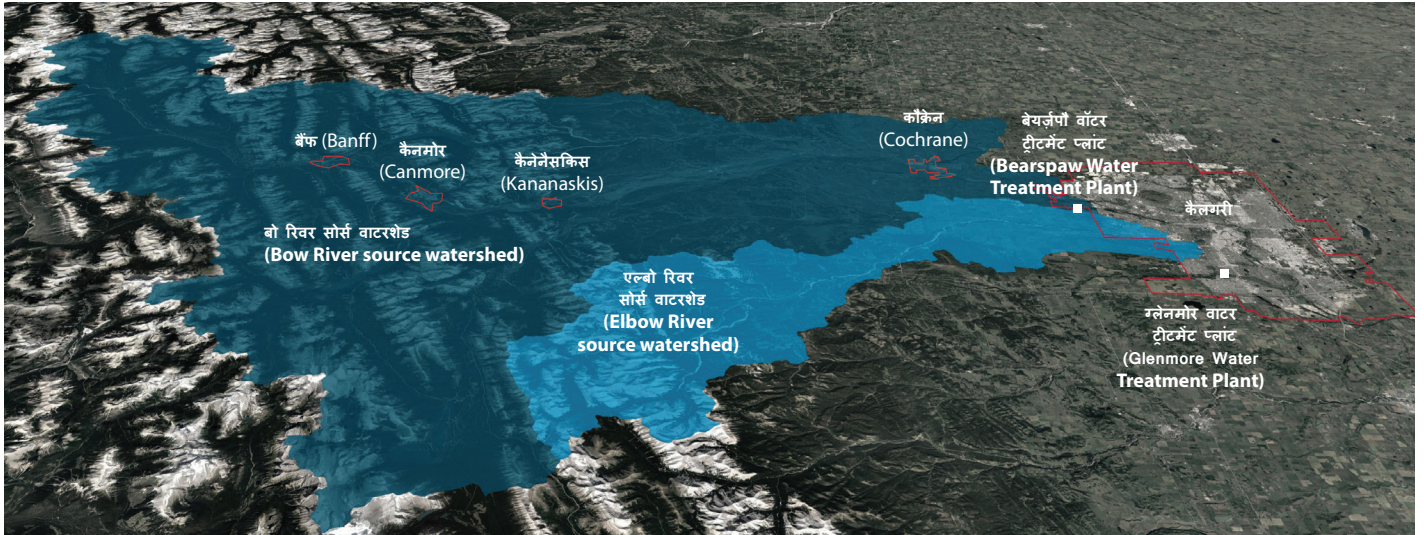 बैंफ (Banff)
कैनमोर
(Canmore)
कैनेनैसकिस
(Kananaskis)
कौक्रेन
(Cochrane)
बेयर्ज़पौ वॉटर
ट्रीटमेंट प्लांट
(Bearspaw Water
Treatment Plant)
कैलगरी
बो रिवर सोर्स वाटरशेड
(Bow River source watershed)
एल्बो रिवर
सोर्स वाटरशेड
(Elbow River
source watershed)
ग्लेनमोर वाटर
ट्रीटमेंट प्लांट
(Glenmore Water
Treatment Plant)